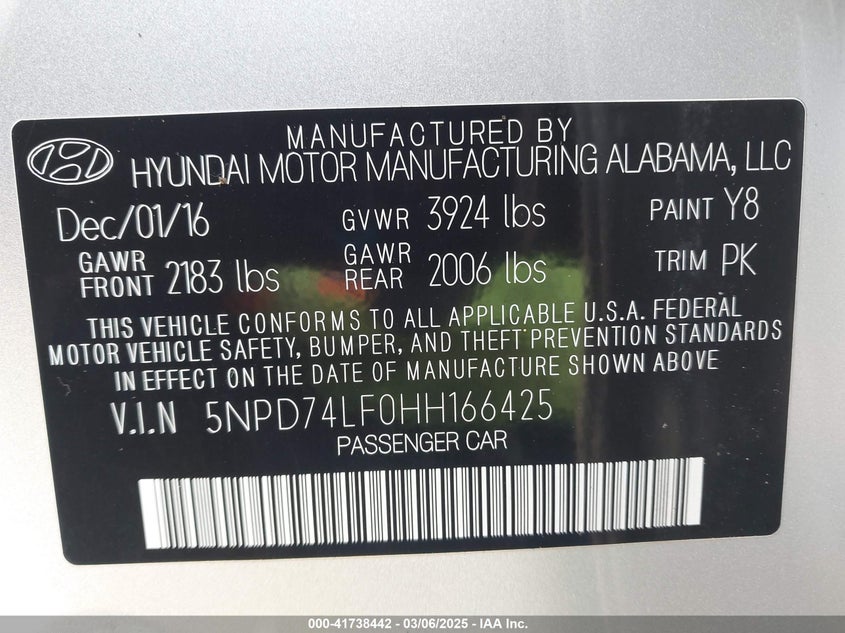 MANUFACTURED BY
HYUNDAI MOTOR MANUFACTURING ALABAMA, LLC
Dec/01/16 GVWR 3924 lbs PAINT Y8
GAWR FRONT 2183 lbs GAWR REAR 2006 lbs TRIM PK
THIS VEHICLE CONFORMS TO ALL APPLICABLE U.S.A. FEDERAL
MOTOR VEHICLE SAFETY, BUMPER, AND THEFT PREVENTION STANDARDS
IN EFFECT ON THE DATE OF MANUFACTURE SHOWN ABOVE
V.I.N 5NPD74LF0HH166425
PASSENGER CAR
000-41738442 - 03/06/2025 - IAA Inc.